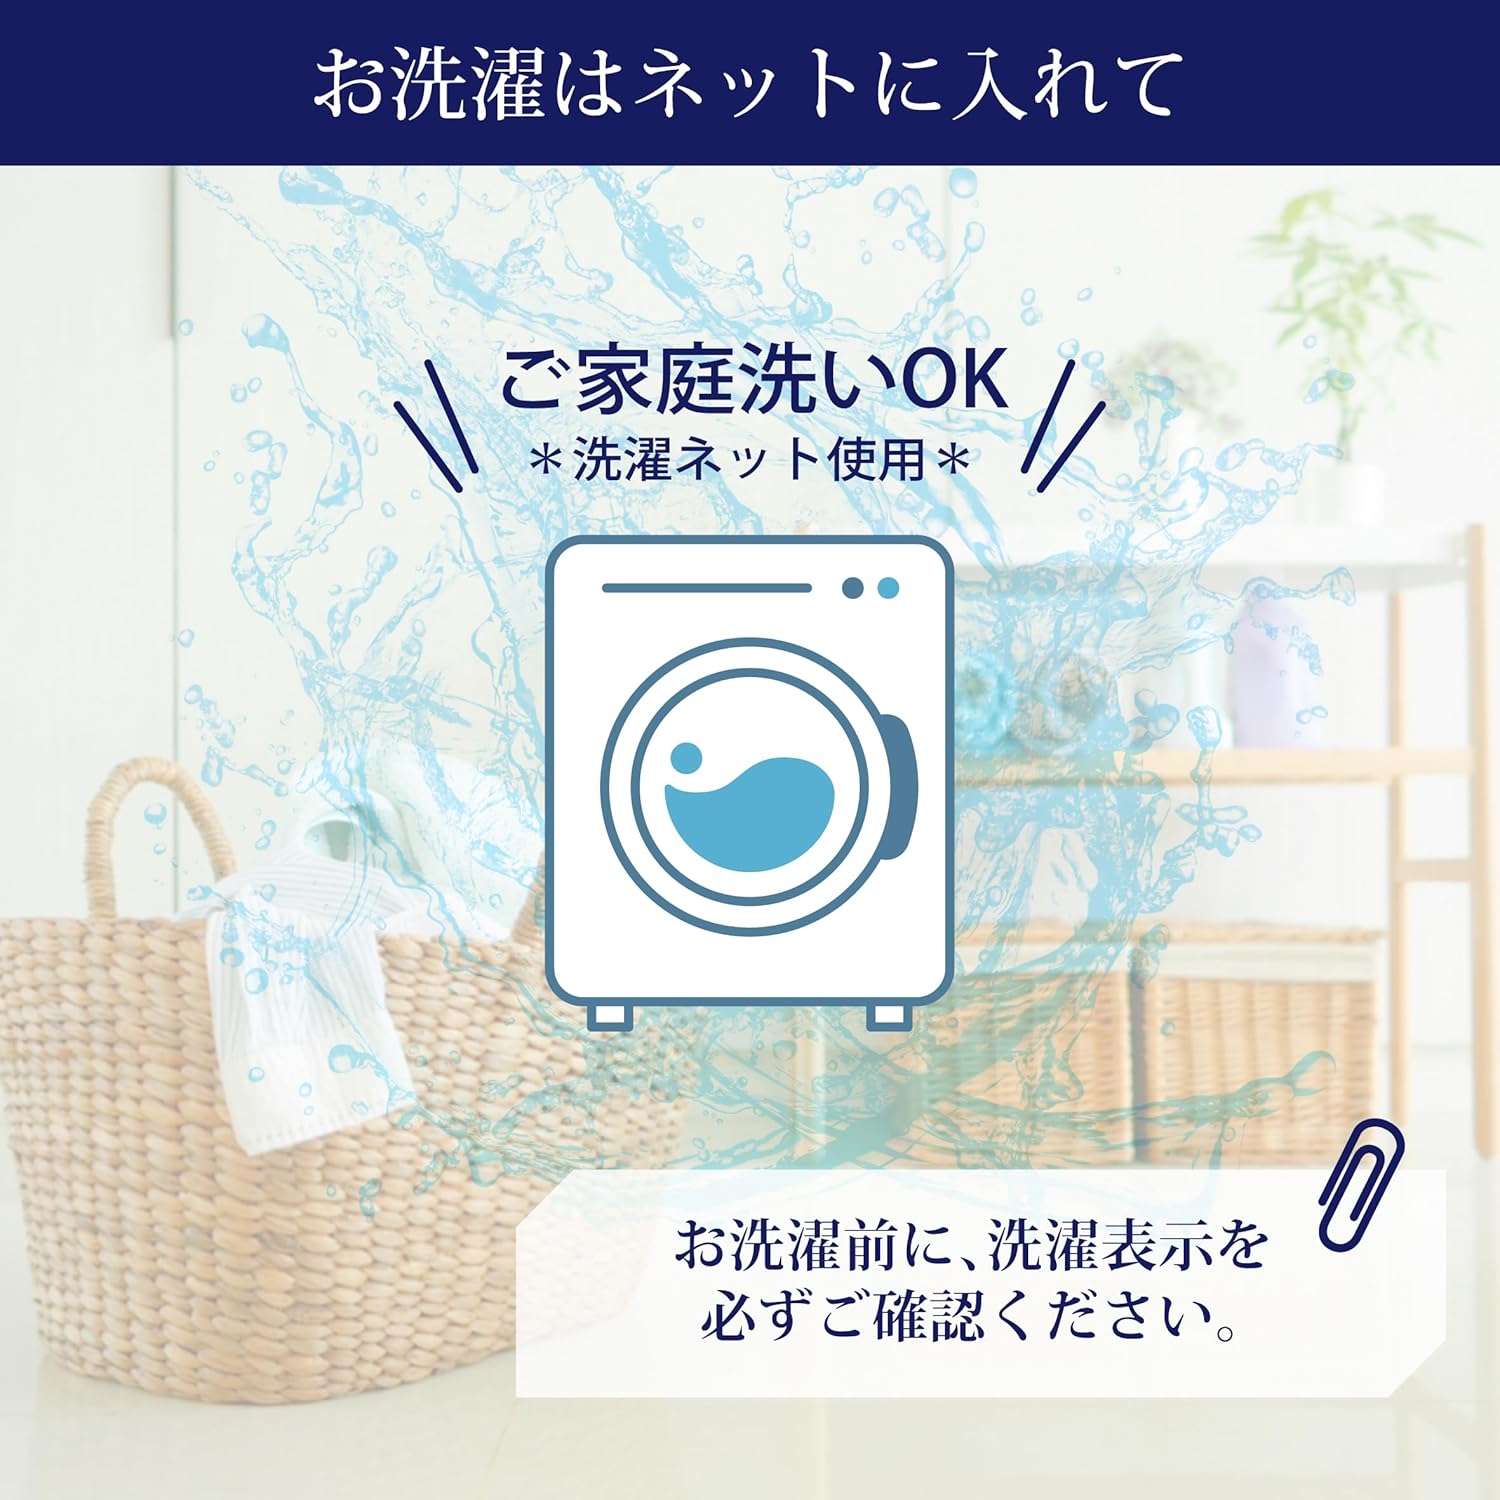 お洗濯はネットに入れて
ご家庭洗いOK
＊洗濯ネット使用＊
お洗濯前に、洗濯表示を
必ずご確認ください。